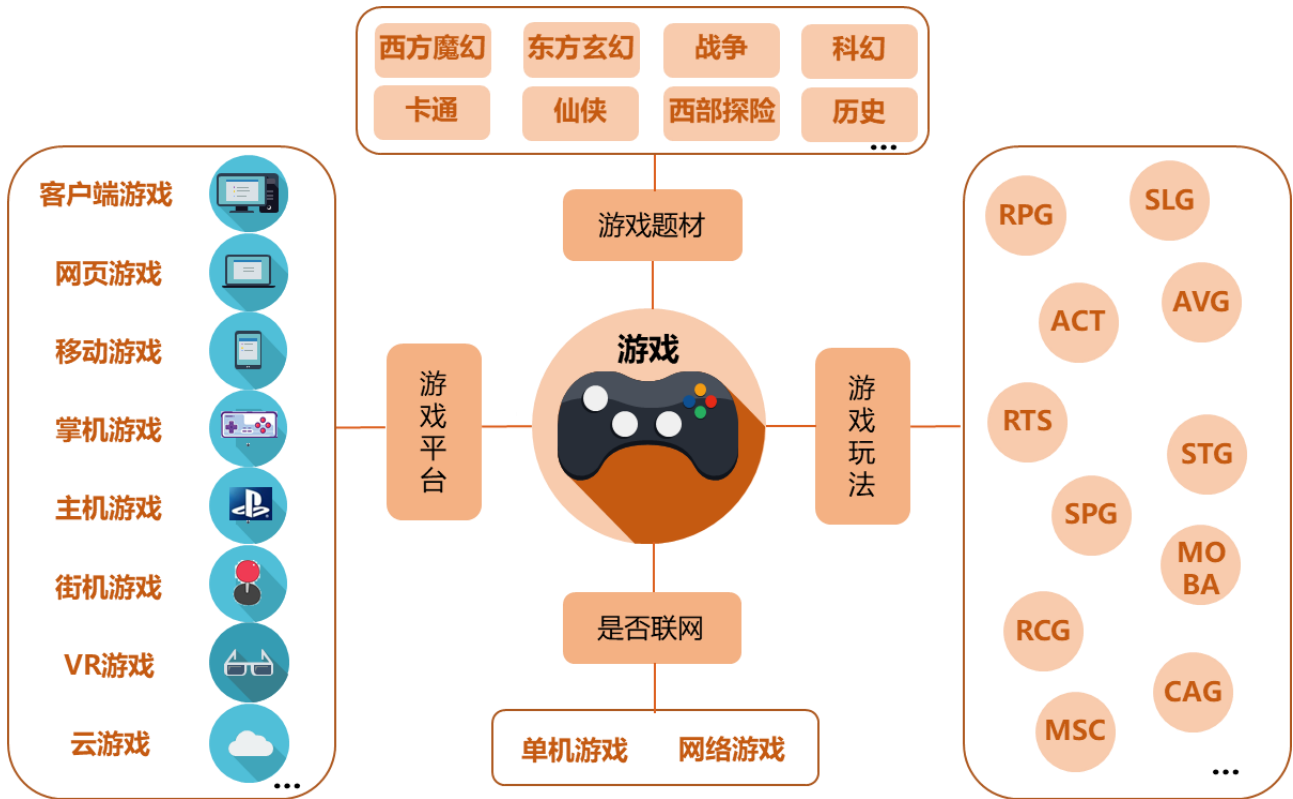 西方魔幻
东方玄幻
战争
科幻
卡通
仙侠
西部探险
历史
...
游戏题材
客户端游戏
网页游戏
移动游戏
掌机游戏
主机游戏
街机游戏
VR游戏
云游戏
...
游
戏
平
台
游戏
游
戏
玩
法
RPG
SLG
ACT
AVG
RTS
STG
SPG
MO
BA
RCG
CAG
MSC
...
是否联网
单机游戏
网络游戏